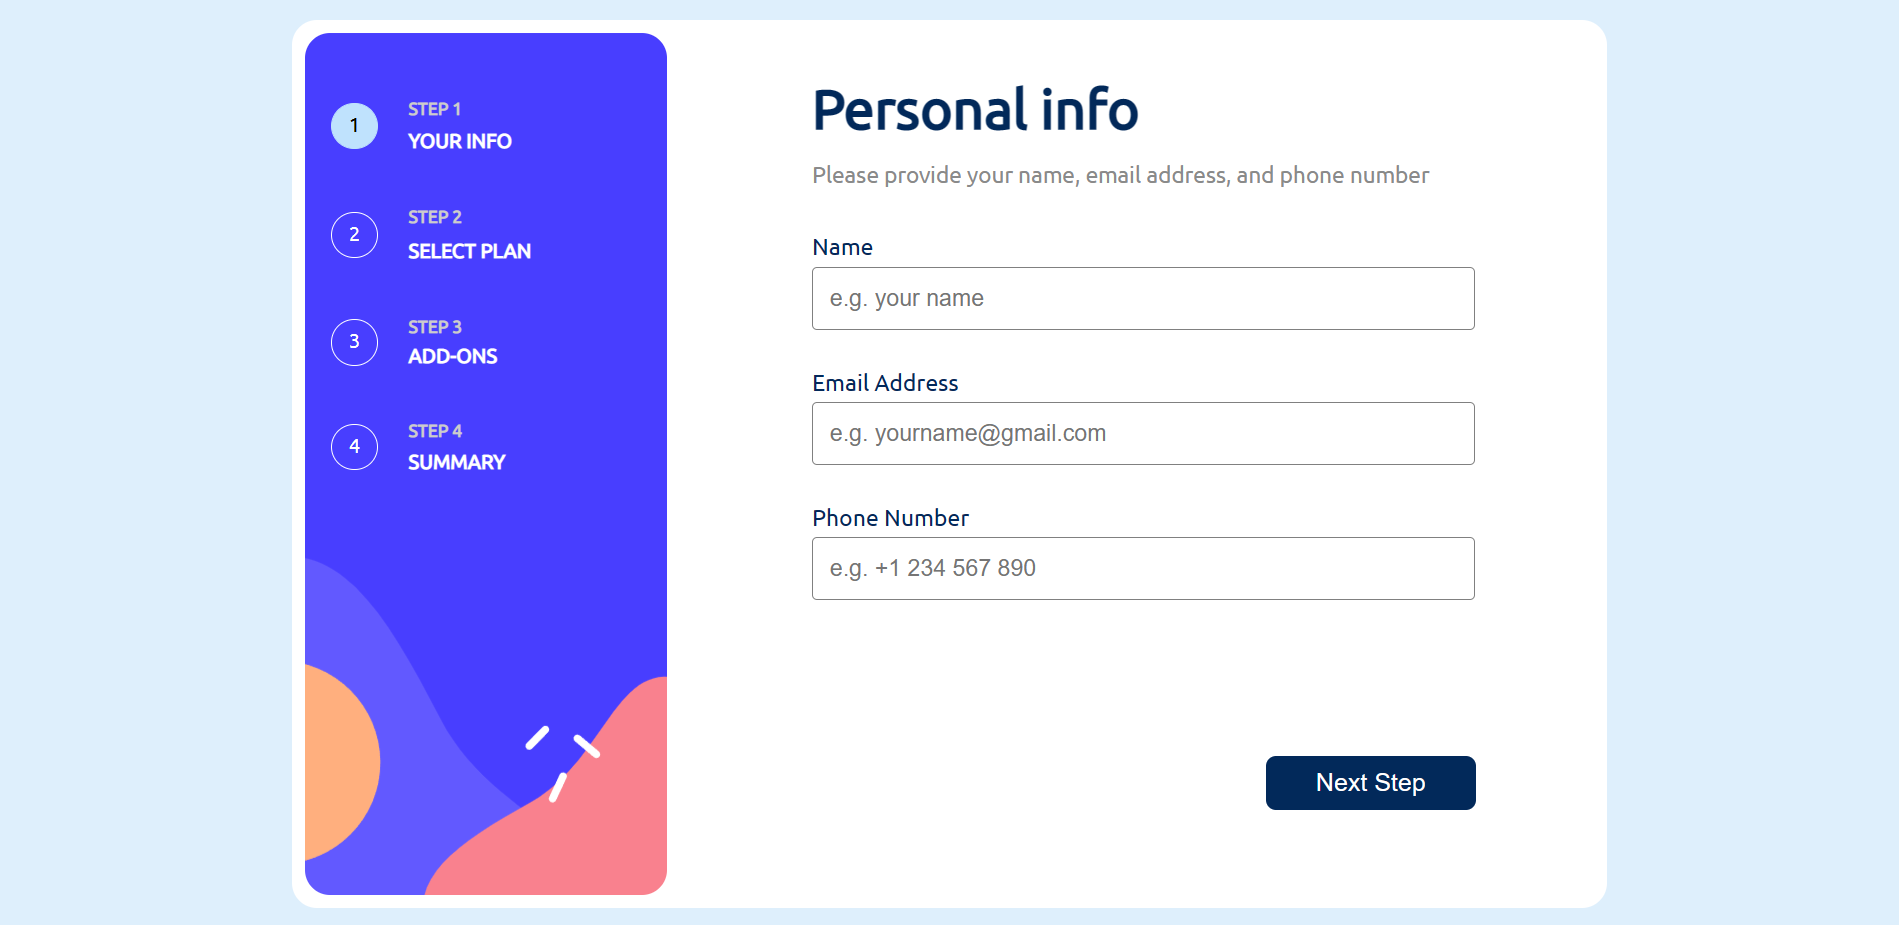 1
STEP 1
YOUR INFO
2
STEP 2
SELECT PLAN
3
STEP 3
ADD-ONS
4
STEP 4
SUMMARY
Personal info
Please provide your name, email address, and phone number
Name
e.g. your name
Email Address
e.g. yourname@gmail.com
Phone Number
e.g. +1 234 567 890
Next Step